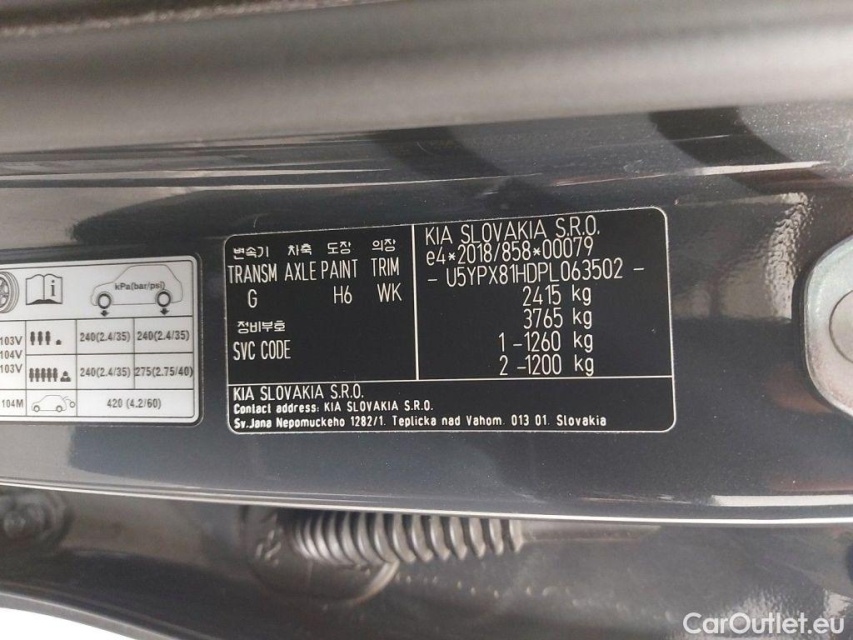 kPa(bar/psi)
103V
104V
103V
240(2.4/35) 240(2.4/35)
240(2.4/35) 275(2.75/40)
104M
420 (4.2/60)
변속기 차축 도장 의장
TRANSM AXLE PAINT TRIM
G H6 WK
정비부호
SVC CODE
KIA SLOVAKIA S.R.O.
e4*2018/858*00079
- U5YPX81HDPL063502 -
2415 kg
3765 kg
1 -1260 kg
2 -1200 kg
KIA SLOVAKIA S.R.O.
Contact address: KIA SLOVAKIA S.R.O.
Sv.Jana Nepomuckeho 1282/1. Teplicka nad Vahom. 013 01. Slovakia
CarOutlet.eu